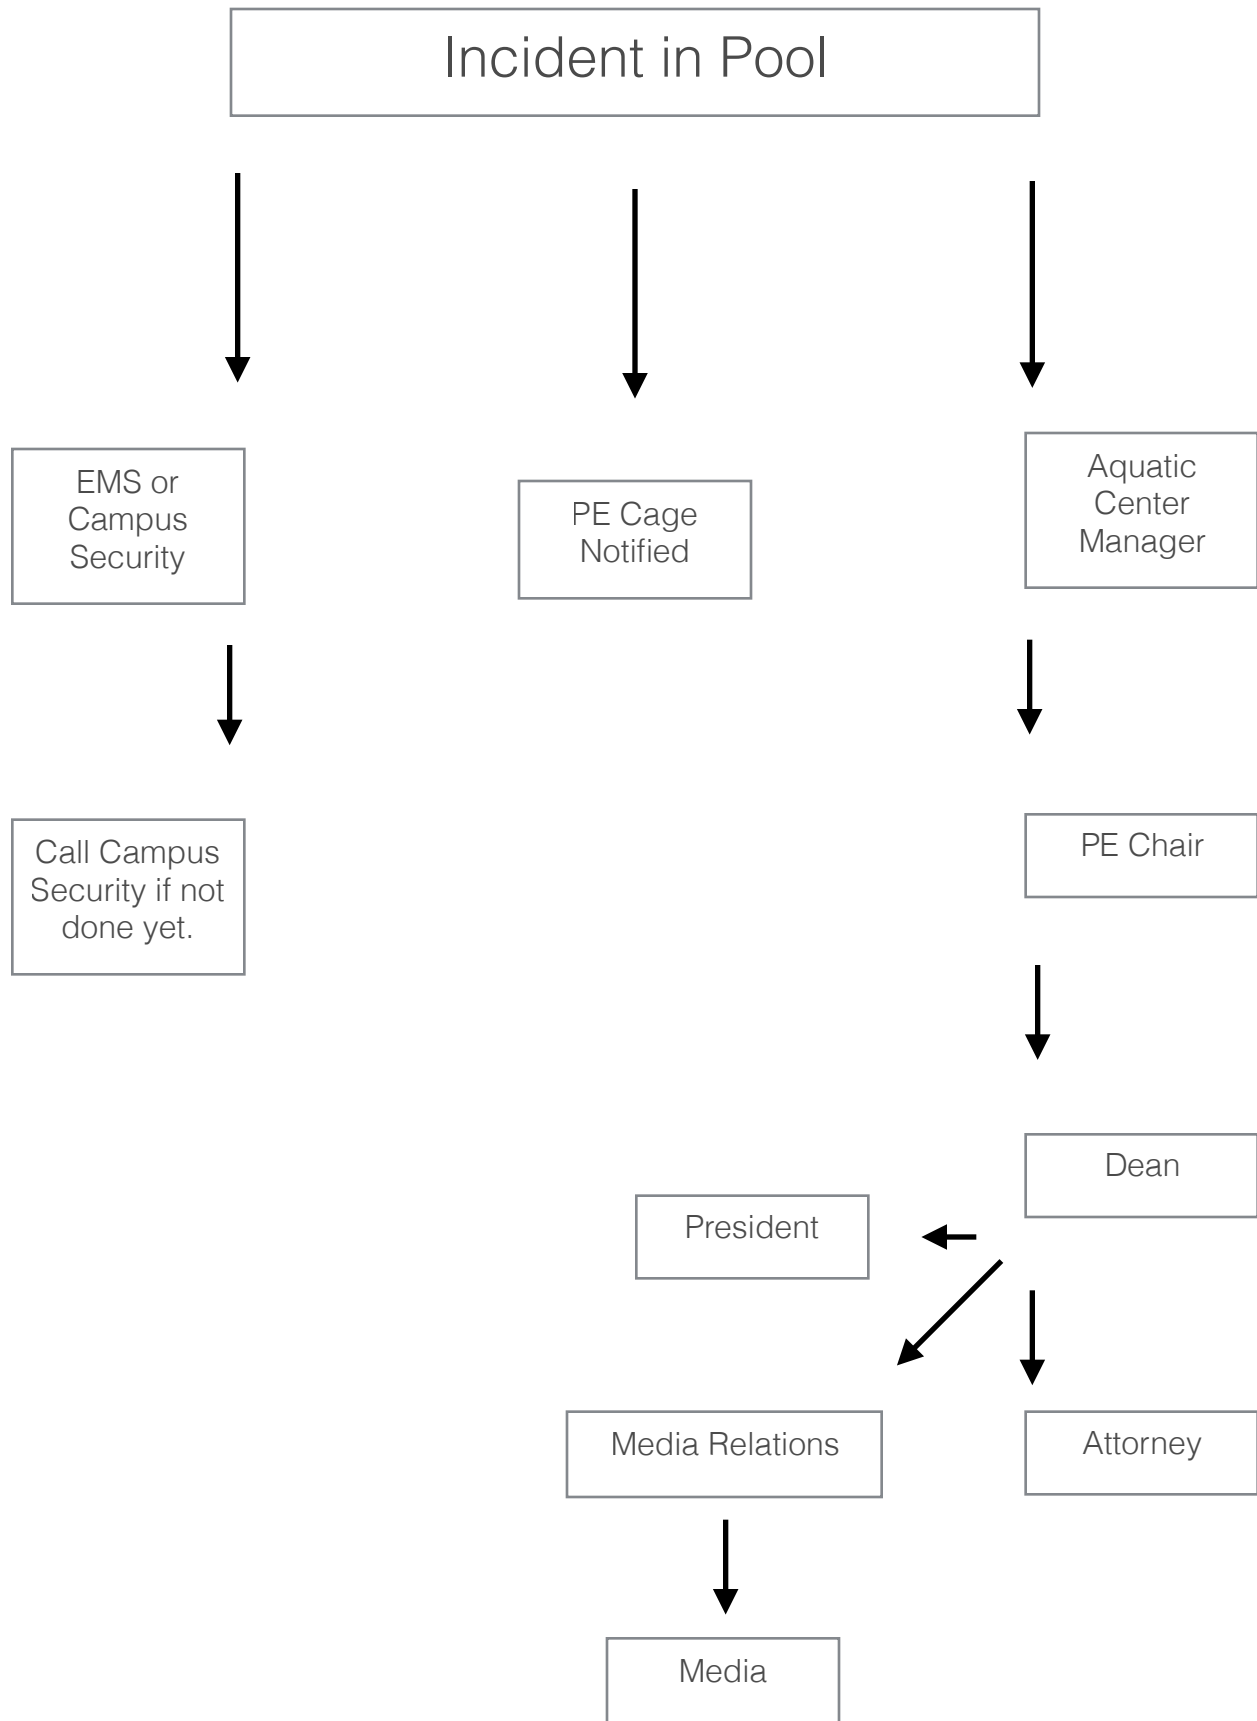 Incident in Pool
EMS or
Campus
Security
PE Cage
Notified
Aquatic
Center
Manager
Call Campus
Security if not
done yet.
PE Chair
Dean
President
Media Relations
Attorney
Media